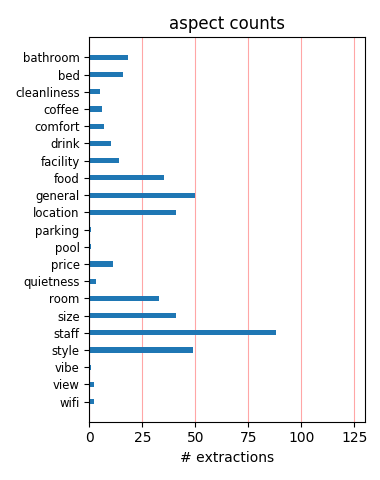 aspect counts
bathroom
bed
cleanliness
coffee
comfort
drink
facility
food
general
location
parking
pool
price
quietness
room
size
staff
style
vibe
view
wifi
0 25 50 75 100 125
# extractions